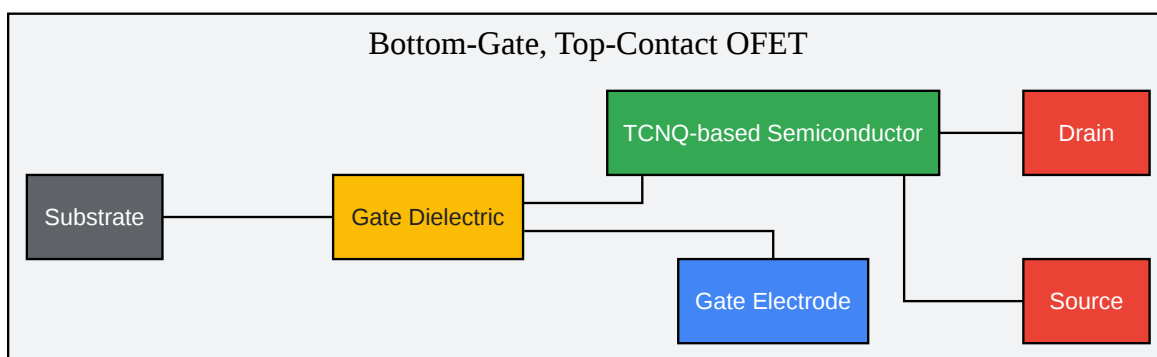 Bottom-Gate, Top-Contact OFET
TCNQ-based Semiconductor
Drain
Substrate
Gate Dielectric
Gate Electrode
Source